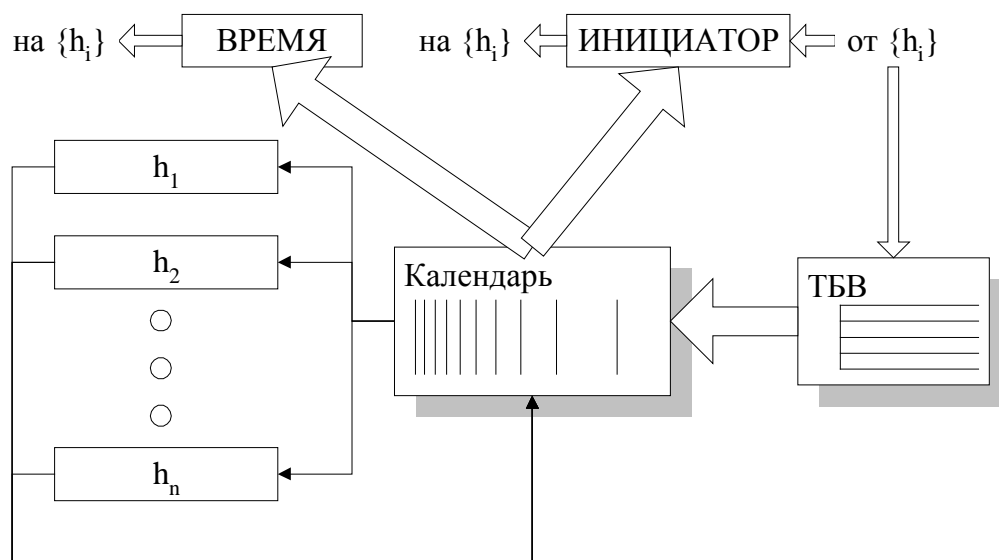 на {hᵢ} ВРЕМЯ на {hᵢ} ИНИЦИАТОР от {hᵢ}
h₁
h₂
Календарь
ТБВ
hₙ